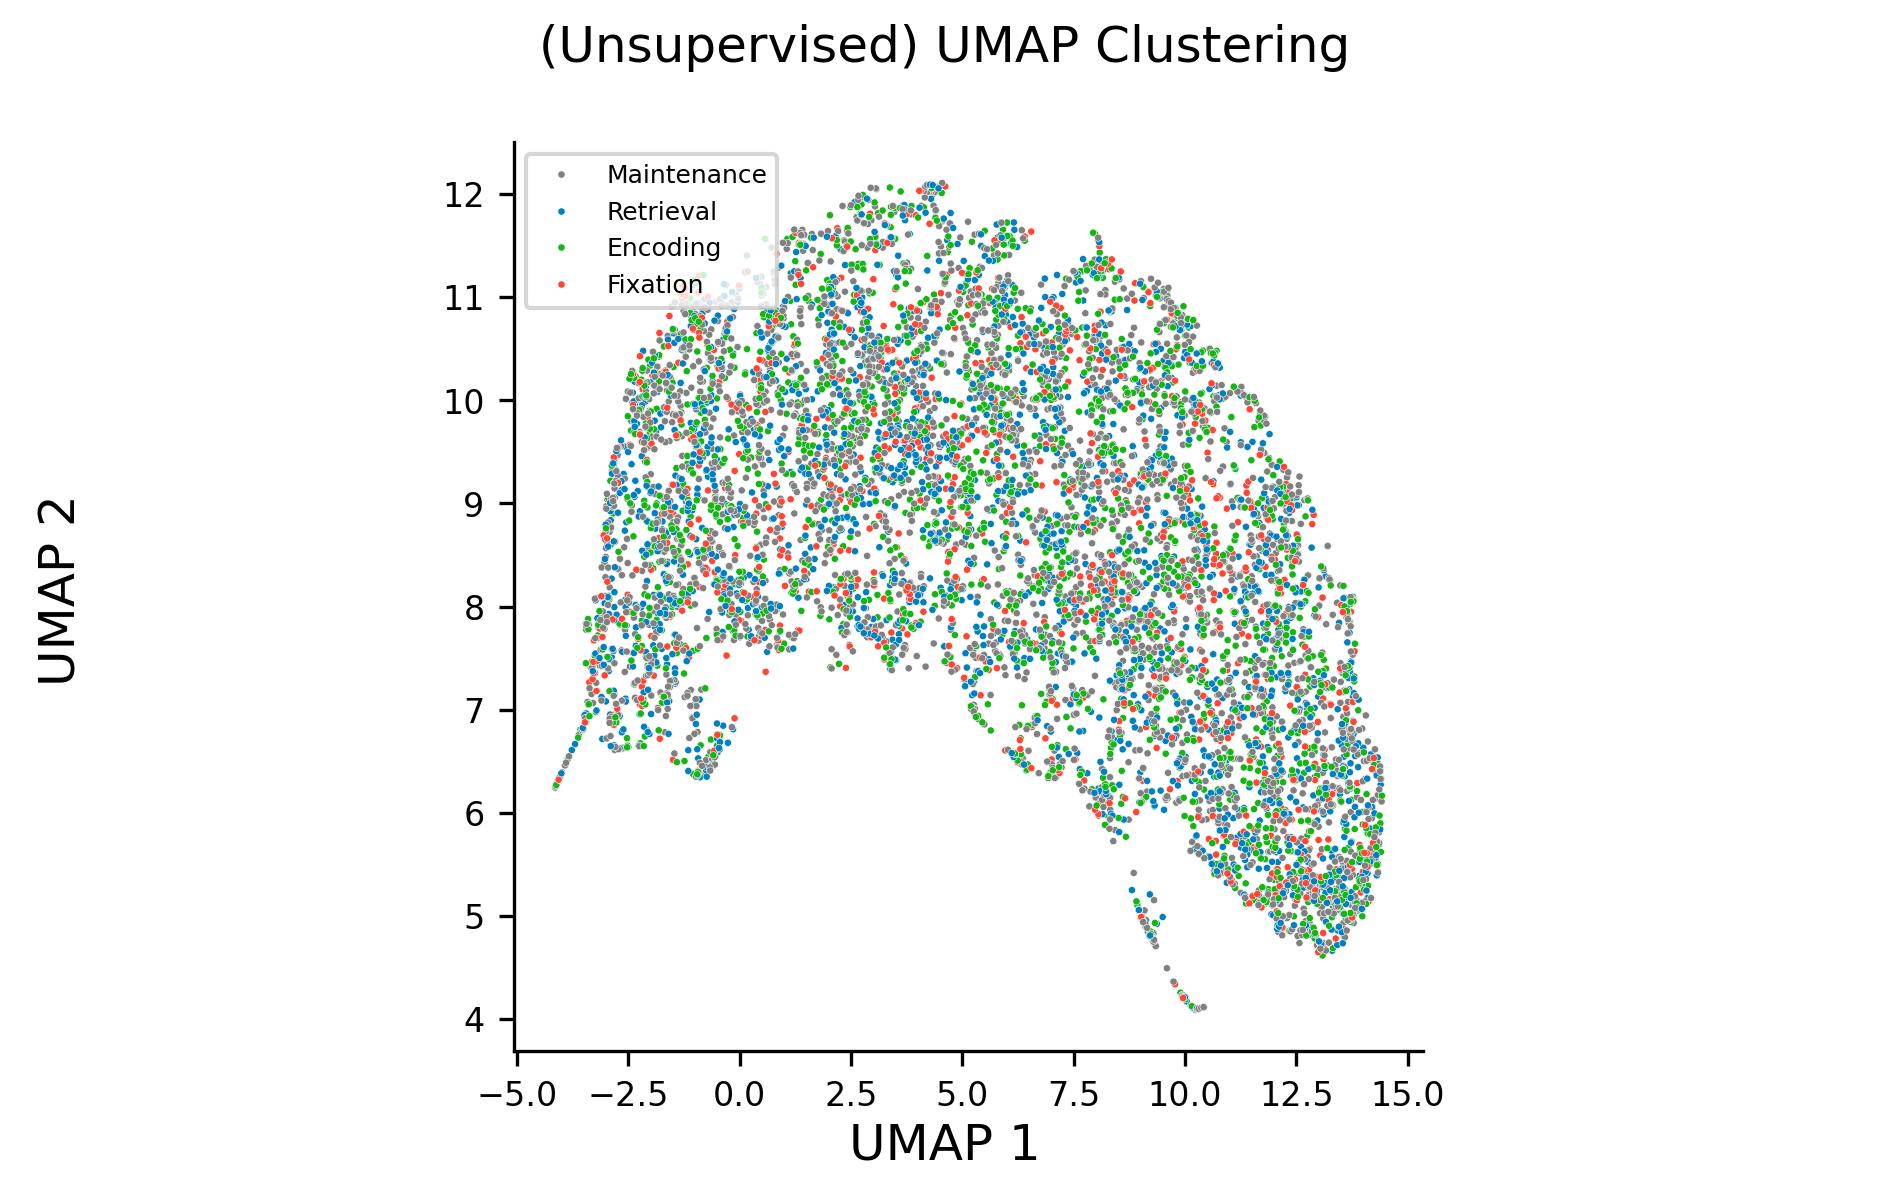 (Unsupervised) UMAP Clustering
Maintenance
Retrieval
Encoding
Fixation
12
11
10
9
8
7
6
5
4
UMAP 2
−5.0 −2.5 0.0 2.5 5.0 7.5 10.0 12.5 15.0
UMAP 1